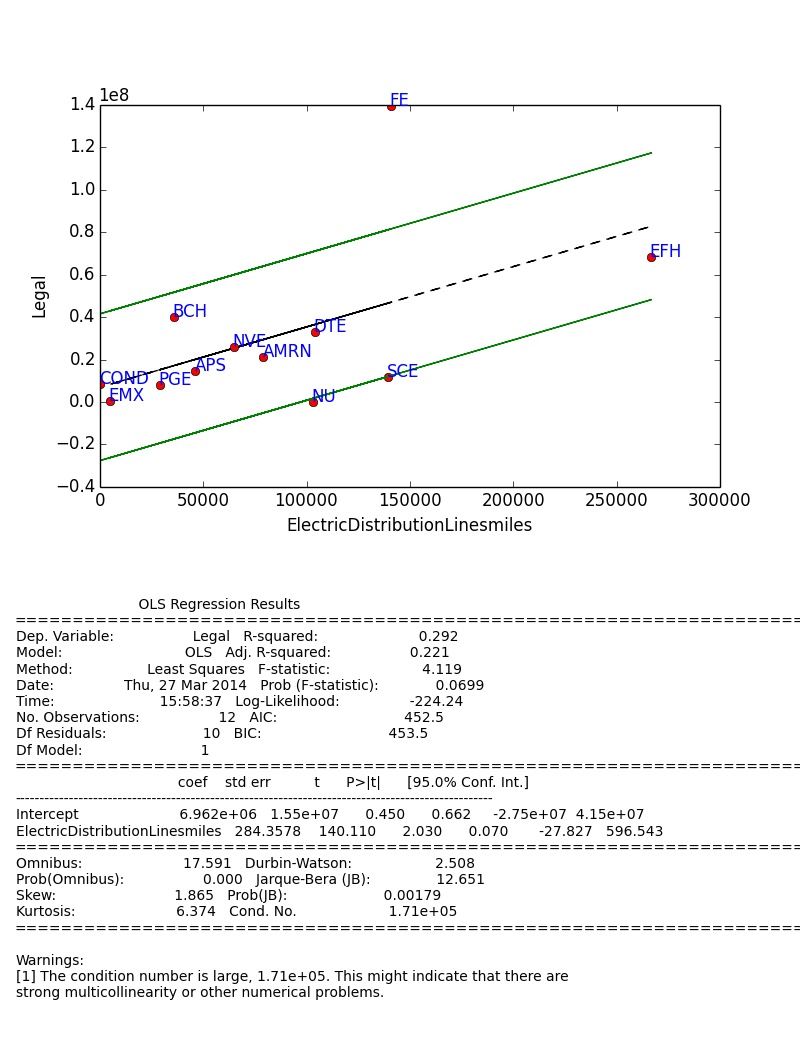 1e8
1.4
1.2
1.0
0.8
0.6
0.4
0.2
0.0
−0.2
−0.4
Legal
FE
EFH
BCH
DTE
NVE
AMRN
APS
SCE
COND
PGE
EMX
NU
0 50000 100000 150000 200000 250000 300000
ElectricDistributionLinesmiles
OLS Regression Results
==============================================================================
Dep. Variable: Legal R-squared: 0.292
Model: OLS Adj. R-squared: 0.221
Method: Least Squares F-statistic: 4.119
Date: Thu, 27 Mar 2014 Prob (F-statistic): 0.0699
Time: 15:58:37 Log-Likelihood: -224.24
No. Observations: 12 AIC: 452.5
Df Residuals: 10 BIC: 453.5
Df Model: 1
==============================================================================
coef std err t P>|t| [95.0% Conf. Int.]
------------------------------------------------------------------------------
Intercept 6.962e+06 1.55e+07 0.450 0.662 -2.75e+07 4.15e+07
ElectricDistributionLinesmiles 284.3578 140.110 2.030 0.070 -27.827 596.543
==============================================================================
Omnibus: 17.591 Durbin-Watson: 2.508
Prob(Omnibus): 0.000 Jarque-Bera (JB): 12.651
Skew: 1.865 Prob(JB): 0.00179
Kurtosis: 6.374 Cond. No. 1.71e+05
==============================================================================
Warnings:
[1] The condition number is large, 1.71e+05. This might indicate that there are
strong multicollinearity or other numerical problems.